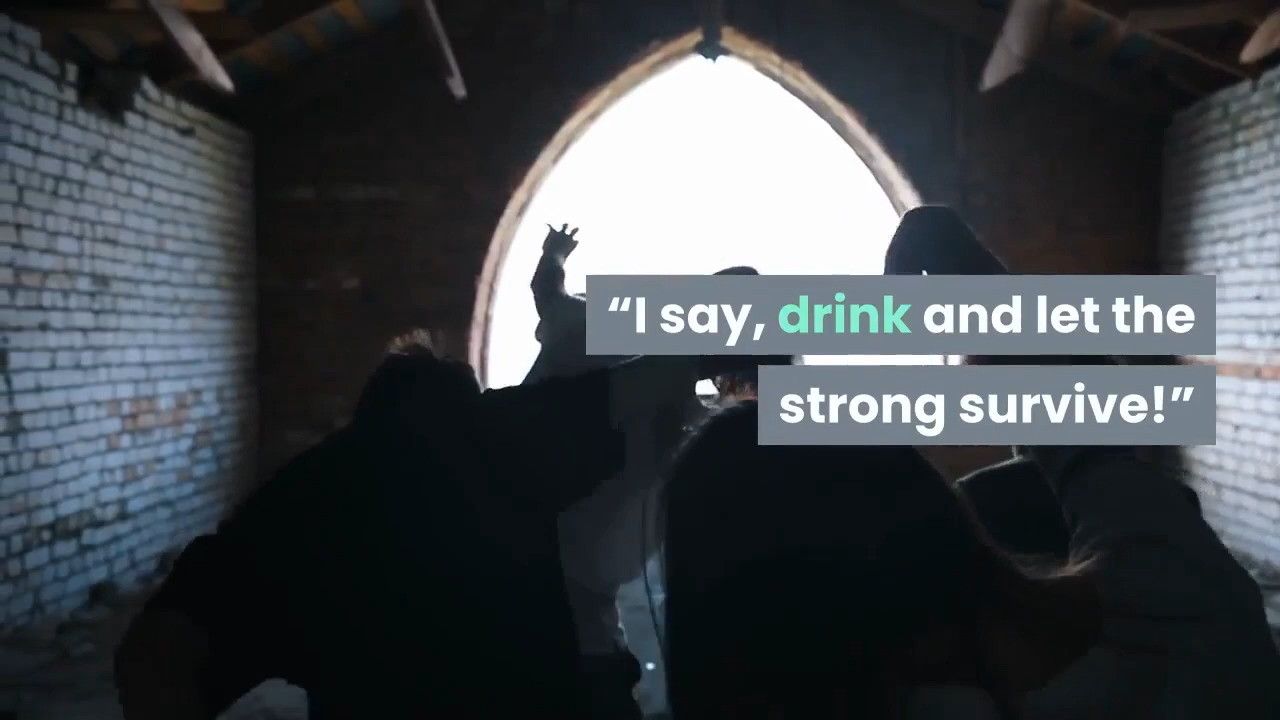 “I say, drink and let the
strong survive!”